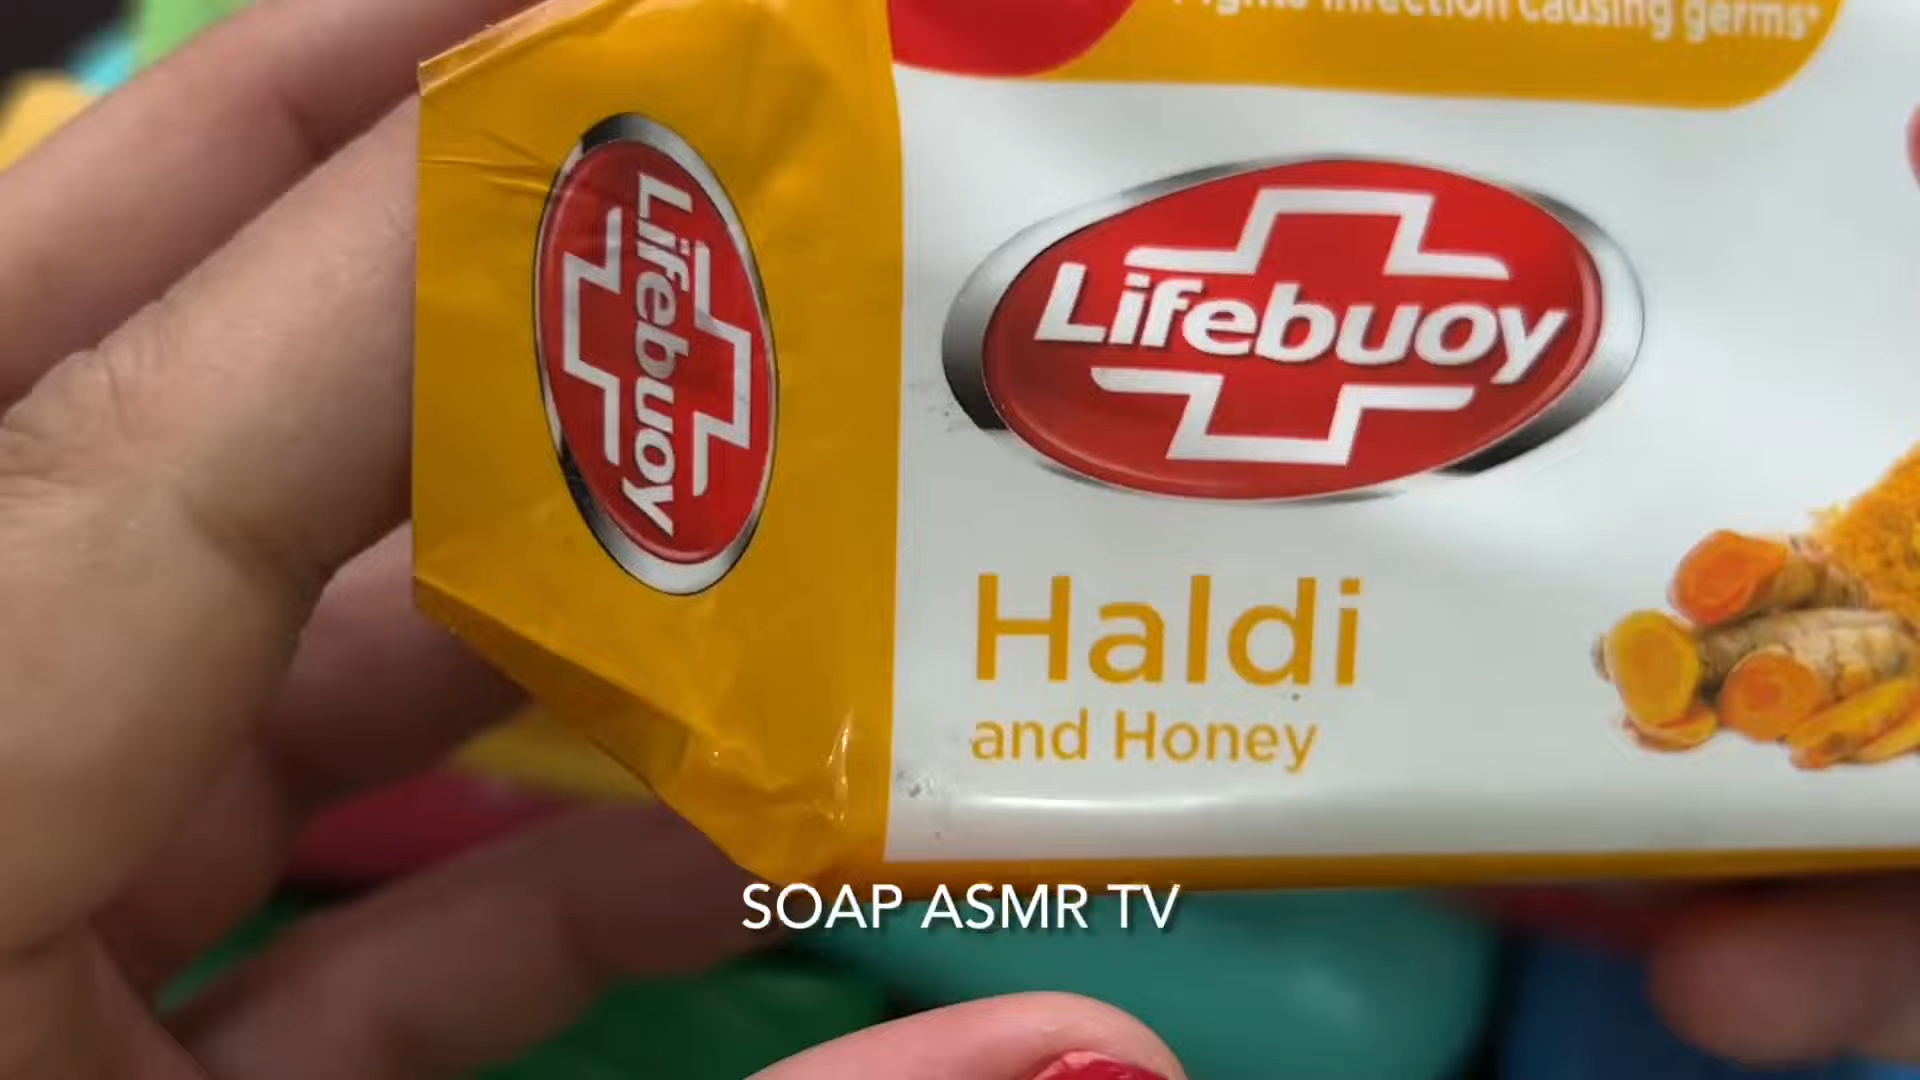 Fights infection causing germs*
Lifebuoy
Lifebuoy
Haldi
and Honey
SOAP ASMR TV